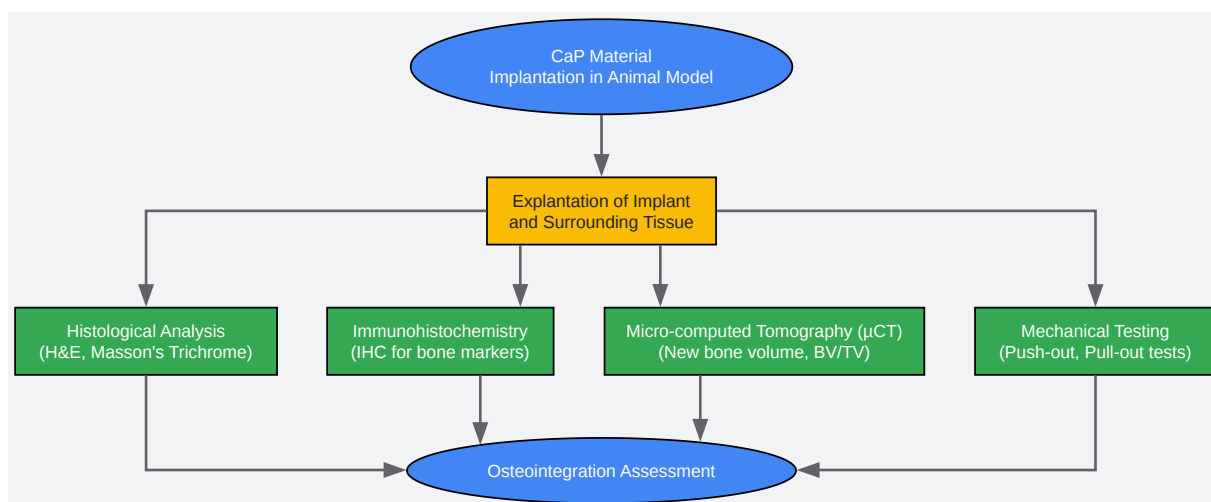 CaP Material
Implantation in Animal Model
Explantation of Implant
and Surrounding Tissue
Histological Analysis
(H&E, Masson's Trichrome)
Immunohistochemistry
(IHC for bone markers)
Micro-computed Tomography (µCT)
(New bone volume, BV/TV)
Mechanical Testing
(Push-out, Pull-out tests)
Osteointegration Assessment